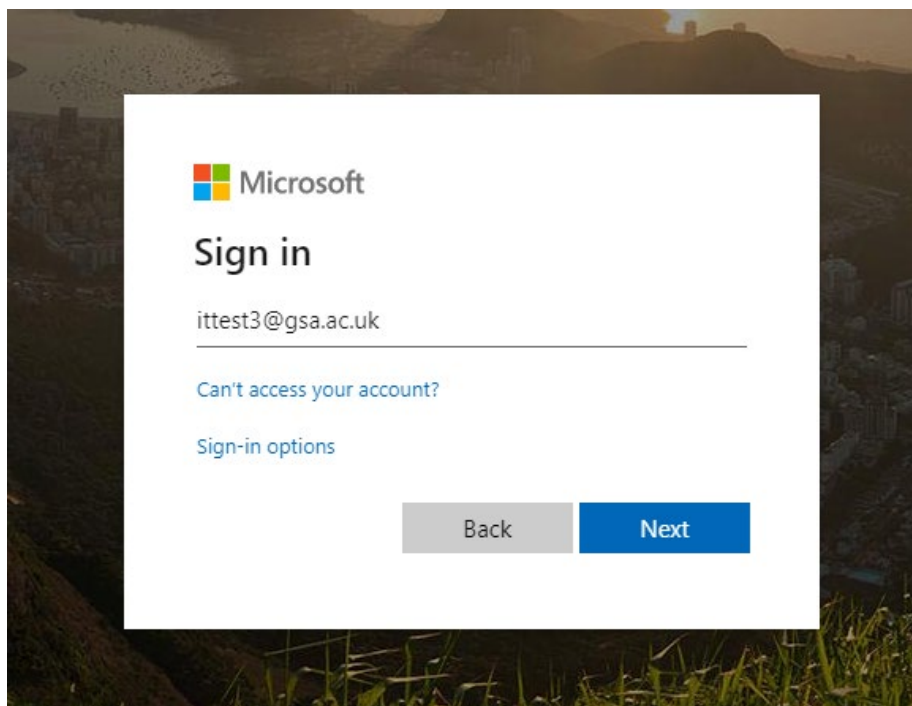 Microsoft
Sign in
ittest3@gsa.ac.uk
Can't access your account?
Sign-in options
Back Next